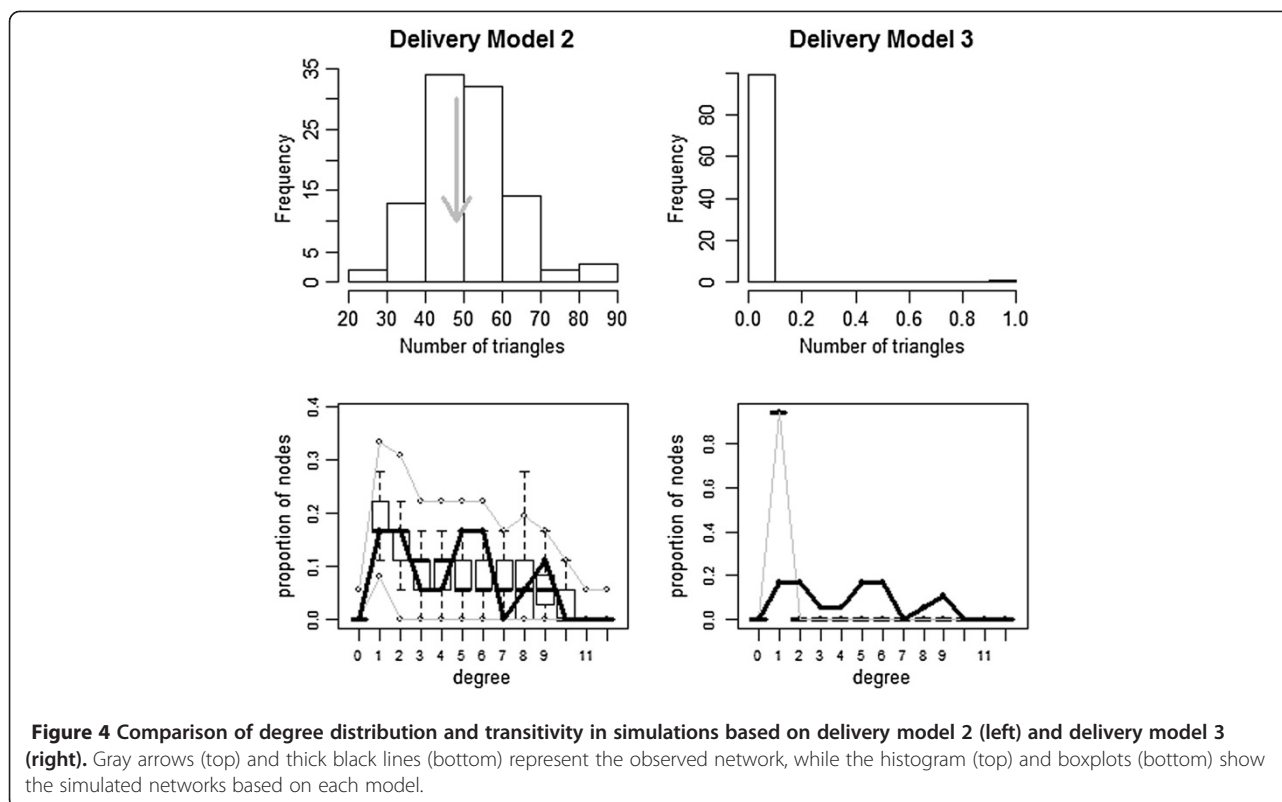 Delivery Model 2
Delivery Model 3
35
25
15
5
0
Frequency
20 30 40 50 60 70 80 90
Number of triangles
80
60
40
20
0
Frequency
0.0 0.2 0.4 0.6 0.8 1.0
Number of triangles
0.4
0.3
0.2
0.1
0.0
proportion of nodes
0 1 2 3 4 5 6 7 8 9 11
degree
0.8
0.6
0.4
0.2
0.0
proportion of nodes
0 1 2 3 4 5 6 7 8 9 11
degree
Figure 4 Comparison of degree distribution and transitivity in simulations based on delivery model 2 (left) and delivery model 3
(right). Gray arrows (top) and thick black lines (bottom) represent the observed network, while the histogram (top) and boxplots (bottom) show
the simulated networks based on each model.